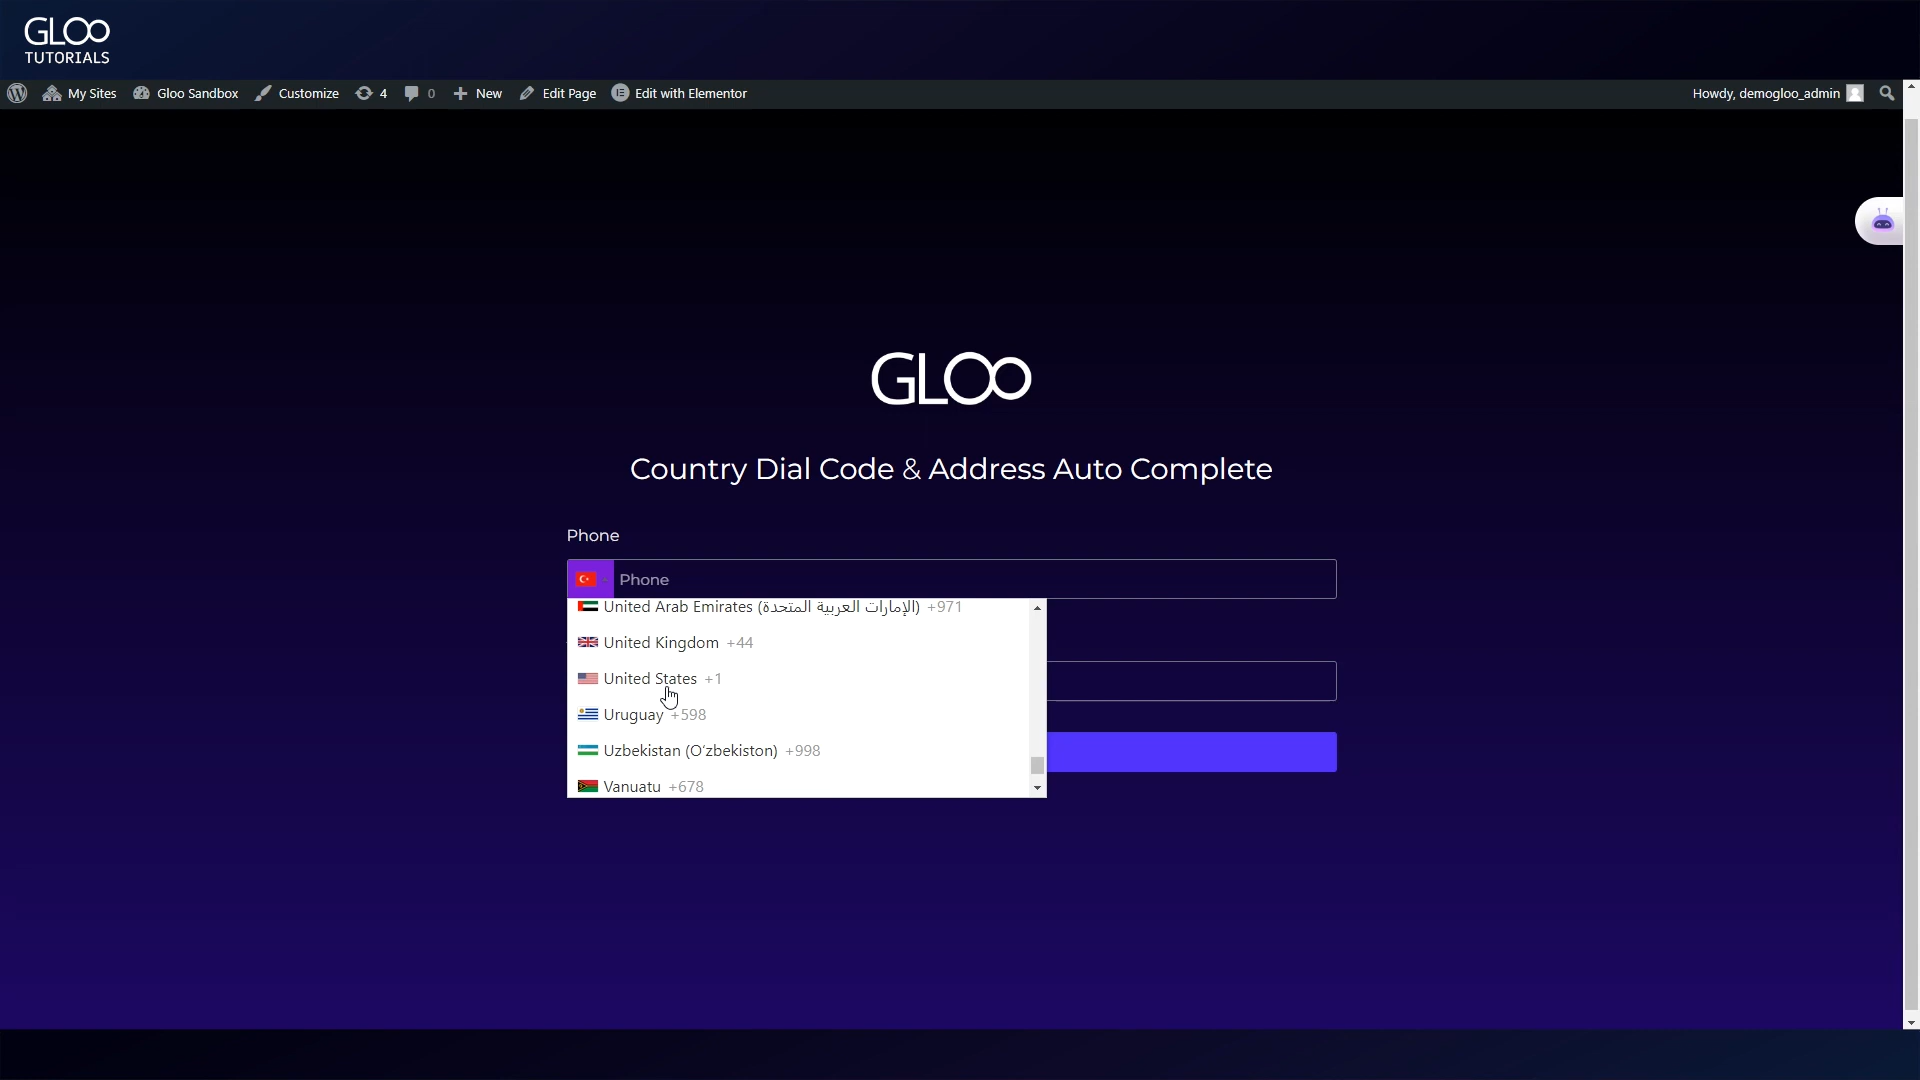 GLOO
TUTORIALS
My Sites Gloo Sandbox Customize 4 0 New Edit Page Edit with Elementor Howdy, demogloo_admin
GLOO
Country Dial Code & Address Auto Complete
Phone
Phone
United Arab Emirates (الإمارات العربية المتحدة) +971
United Kingdom +44
United States +1
Uruguay +598
Uzbekistan (Oʻzbekiston) +998
Vanuatu +678